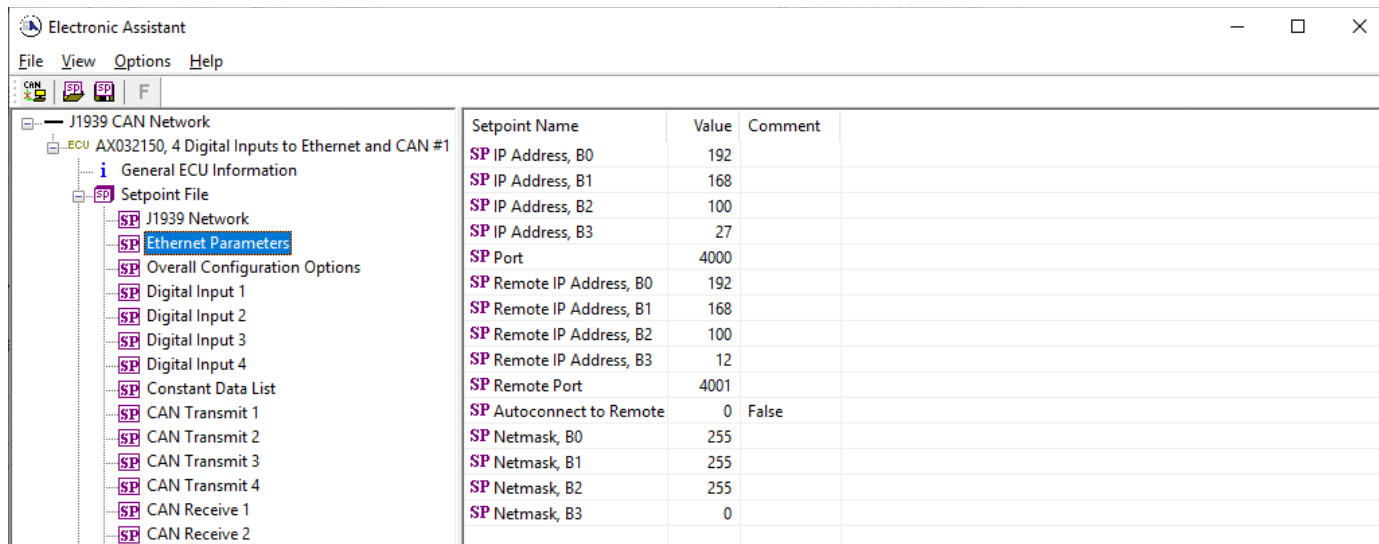 Electronic Assistant
File View Options Help
CAN SP SP F
J1939 CAN Network
ECU AX032150, 4 Digital Inputs to Ethernet and CAN #1
i General ECU Information
SP Setpoint File
SP J1939 Network
SP Ethernet Parameters
SP Overall Configuration Options
SP Digital Input 1
SP Digital Input 2
SP Digital Input 3
SP Digital Input 4
SP Constant Data List
SP CAN Transmit 1
SP CAN Transmit 2
SP CAN Transmit 3
SP CAN Transmit 4
SP CAN Receive 1
SP CAN Receive 2
Setpoint Name Value Comment
SP IP Address, B0 192
SP IP Address, B1 168
SP IP Address, B2 100
SP IP Address, B3 27
SP Port 4000
SP Remote IP Address, B0 192
SP Remote IP Address, B1 168
SP Remote IP Address, B2 100
SP Remote IP Address, B3 12
SP Remote Port 4001
SP Autoconnect to Remote 0 False
SP Netmask, B0 255
SP Netmask, B1 255
SP Netmask, B2 255
SP Netmask, B3 0